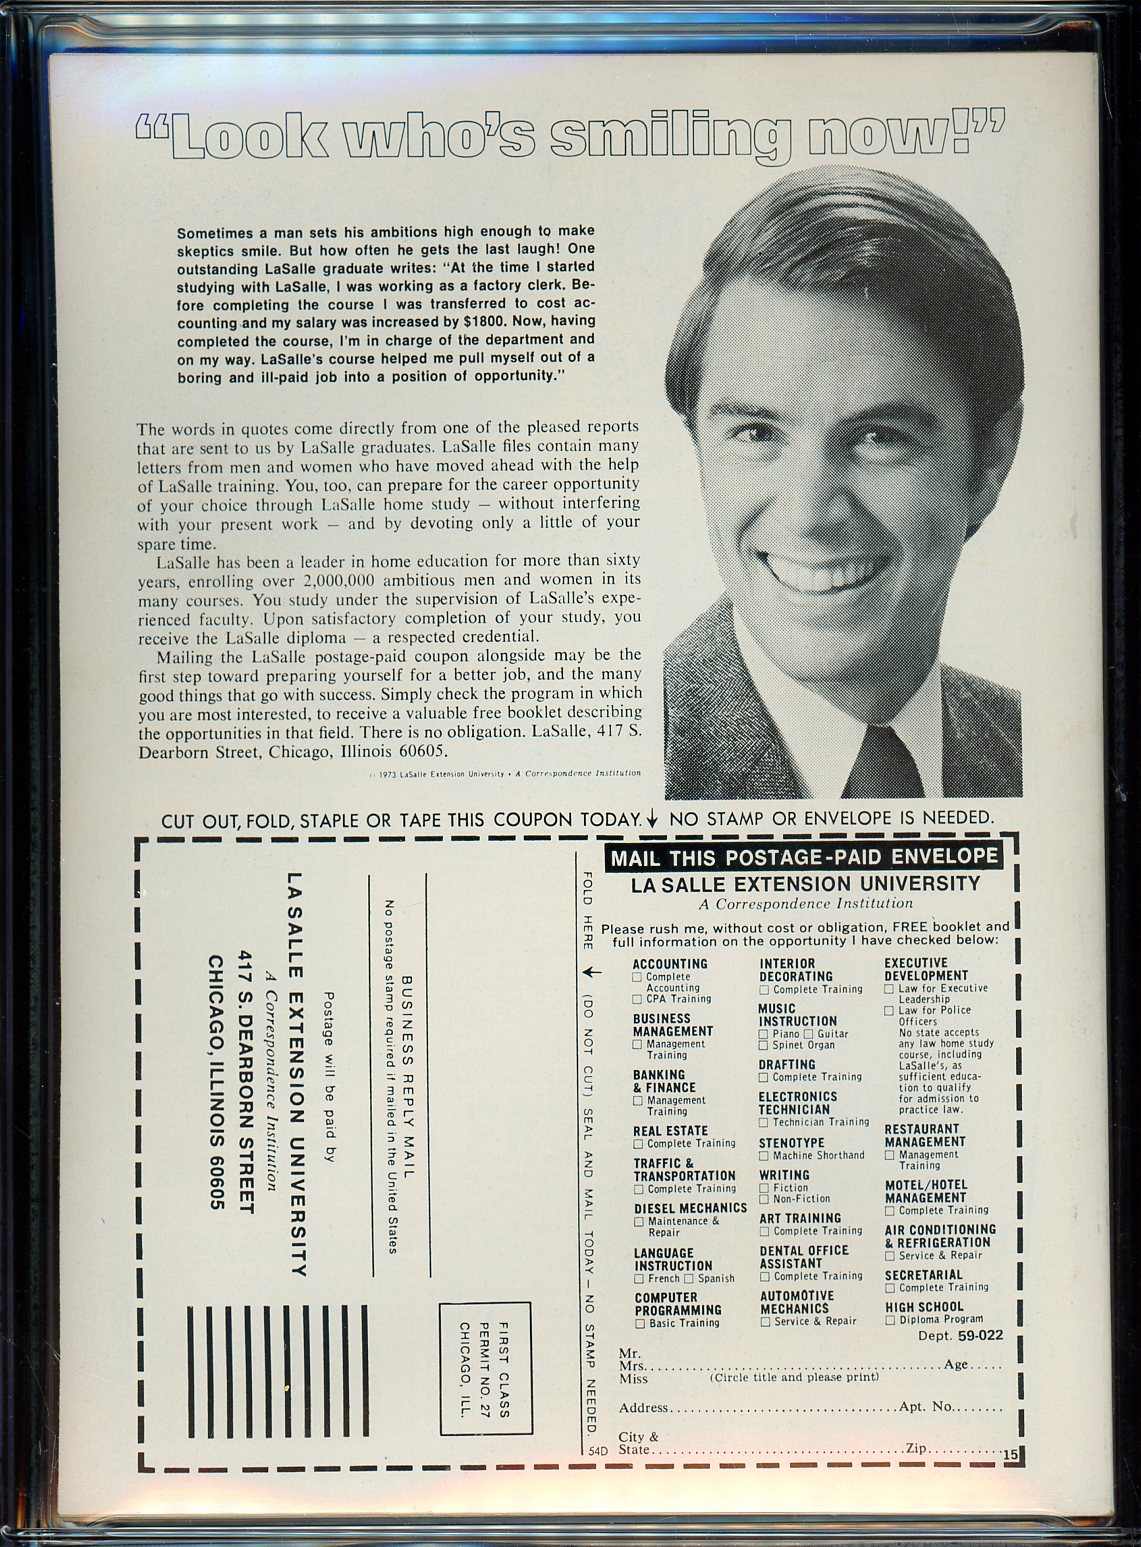 “Look who’s smiling now!”
Sometimes a man sets his ambitions high enough to make
skeptics smile. But how often he gets the last laugh! One
outstanding LaSalle graduate writes: “At the time I started
studying with LaSalle, I was working as a factory clerk. Be-
fore completing the course I was transferred to cost ac-
counting and my salary was increased by $1800. Now, having
completed the course, I’m in charge of the department and
on my way. LaSalle’s course helped me pull myself out of a
boring and ill-paid job into a position of opportunity.”
The words in quotes come directly from one of the pleased reports
that are sent to us by LaSalle graduates. LaSalle files contain many
letters from men and women who have moved ahead with the help
of LaSalle training. You, too, can prepare for the career opportunity
of your choice through LaSalle home study — without interfering
with your present work — and by devoting only a little of your
spare time.
LaSalle has been a leader in home education for more than sixty
years, enrolling over 2,000,000 ambitious men and women in its
many courses. You study under the supervision of LaSalle’s expe-
rienced faculty. Upon satisfactory completion of your study, you
receive the LaSalle diploma — a respected credential.
Mailing the LaSalle postage-paid coupon alongside may be the
first step toward preparing yourself for a better job, and the many
good things that go with success. Simply check the program in which
you are most interested, to receive a valuable free booklet describing
the opportunities in that field. There is no obligation. LaSalle, 417 S.
Dearborn Street, Chicago, Illinois 60605.
© 1973 LaSalle Extension University • A Correspondence Institution
CUT OUT, FOLD, STAPLE OR TAPE THIS COUPON TODAY. ↓ NO STAMP OR ENVELOPE IS NEEDED.
FIRST CLASS
PERMIT NO. 27
CHICAGO, ILL.
BUSINESS REPLY MAIL
No postage stamp required if mailed in the United States
Postage will be paid by
LA SALLE EXTENSION UNIVERSITY
A Correspondence Institution
417 S. DEARBORN STREET
CHICAGO, ILLINOIS 60605
FOLD HERE ↓ (DO NOT CUT) SEAL AND MAIL TODAY — NO STAMP NEEDED.
MAIL THIS POSTAGE-PAID ENVELOPE
LA SALLE EXTENSION UNIVERSITY
A Correspondence Institution
Please rush me, without cost or obligation, FREE booklet and
full information on the opportunity I have checked below:
ACCOUNTING
☐ Complete
Accounting
☐ CPA Training
BUSINESS
MANAGEMENT
☐ Management
Training
BANKING
& FINANCE
☐ Management
Training
REAL ESTATE
☐ Complete Training
TRAFFIC &
TRANSPORTATION
☐ Complete Training
DIESEL MECHANICS
☐ Maintenance &
Repair
LANGUAGE
INSTRUCTION
☐ French ☐ Spanish
COMPUTER
PROGRAMMING
☐ Basic Training
INTERIOR
DECORATING
☐ Complete Training
MUSIC
INSTRUCTION
☐ Piano ☐ Guitar
☐ Spinet Organ
DRAFTING
☐ Complete Training
ELECTRONICS
TECHNICIAN
☐ Technician Training
STENOTYPE
☐ Machine Shorthand
WRITING
☐ Fiction
☐ Non-Fiction
ART TRAINING
☐ Complete Training
DENTAL OFFICE
ASSISTANT
☐ Complete Training
AUTOMOTIVE
MECHANICS
☐ Service & Repair
EXECUTIVE
DEVELOPMENT
☐ Law for Executive
Leadership
☐ Law for Police
Officers
No state accepts
any law home study
course, including
LaSalle’s, as
sufficient educa-
tion to qualify
for admission to
practice law.
RESTAURANT
MANAGEMENT
☐ Management
Training
MOTEL/HOTEL
MANAGEMENT
☐ Complete Training
AIR CONDITIONING
& REFRIGERATION
☐ Service & Repair
SECRETARIAL
☐ Complete Training
HIGH SCHOOL
☐ Diploma Program
Dept. 59-022
Mr.
Mrs. .......... Age.....
Miss (Circle title and please print)
Address.......... Apt. No........
City &
State.......... Zip..........
54D
15